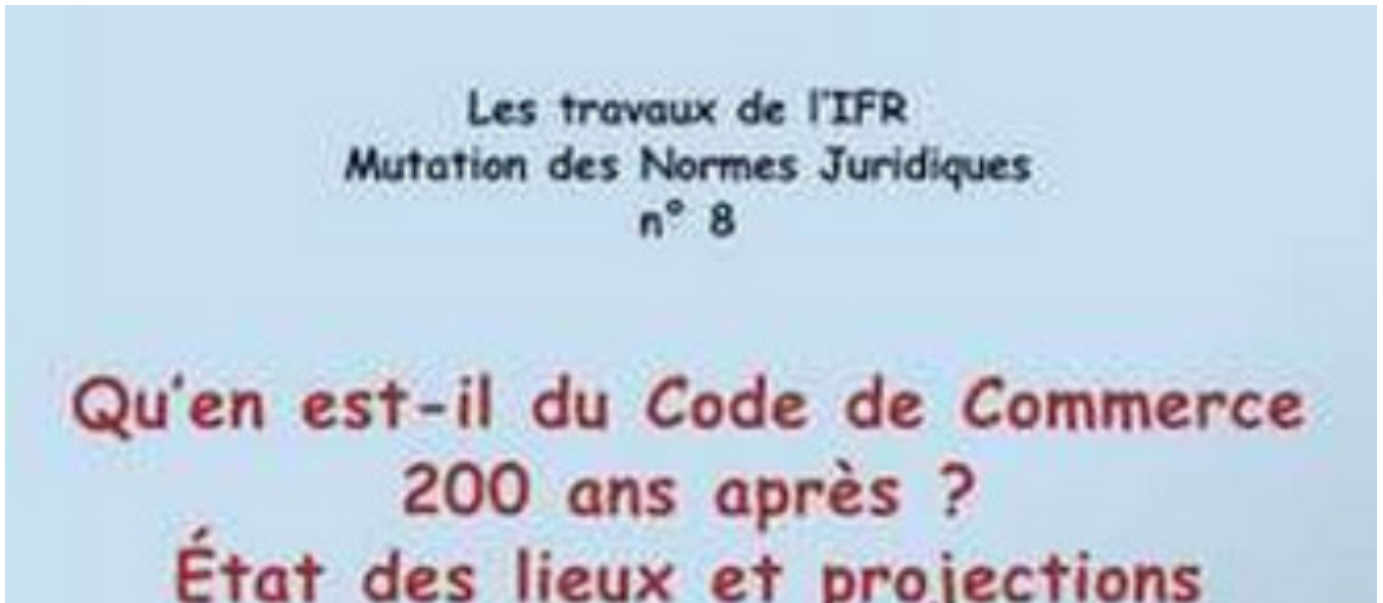 Les travaux de l'IFR
Mutation des Normes Juridiques
n° 8
Qu'en est-il du Code de Commerce
200 ans après ?
État des lieux et projections